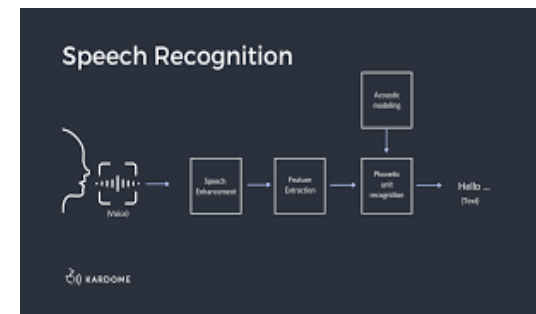 Speech Recognition
Acoustic
modeling
Speech
Enhancement
Feature
Extraction
Phonetic
unit
recognition
Hello ...
(Text)
(Voice)
KARDOME